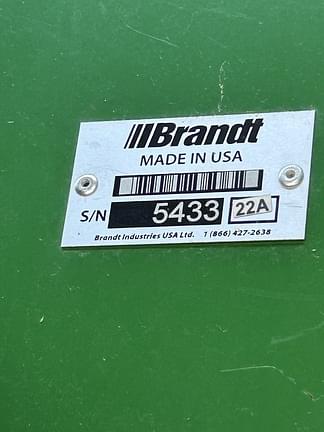 Brandt
MADE IN USA
S/N 5433 22A
Brandt Industries USA Ltd. 1 (866) 427-2638